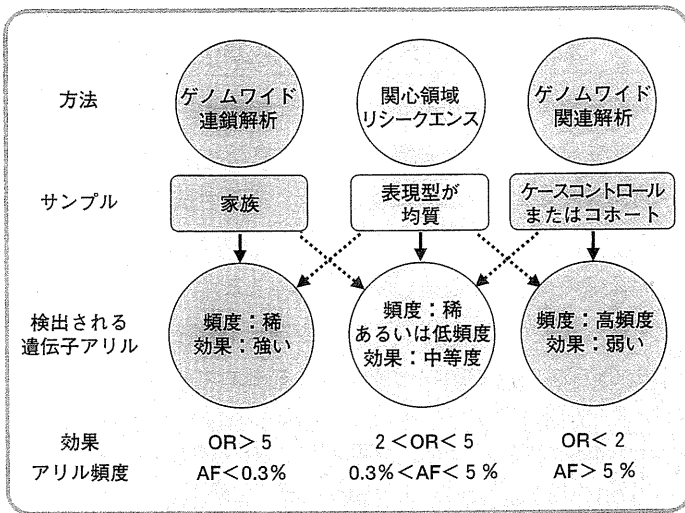 方法
ゲノムワイド
連鎖解析
関心領域
リシークエンス
ゲノムワイド
関連解析
サンプル
家族
表現型が
均質
ケースコントロール
またはコホート
検出される
遺伝子アリル
頻度：稀
効果：強い
頻度：稀
あるいは低頻度
効果：中等度
頻度：高頻度
効果：弱い
効果
OR＞5
2＜OR＜5
OR＜2
アリル頻度
AF＜0.3%
0.3%＜AF＜5%
AF＞5%